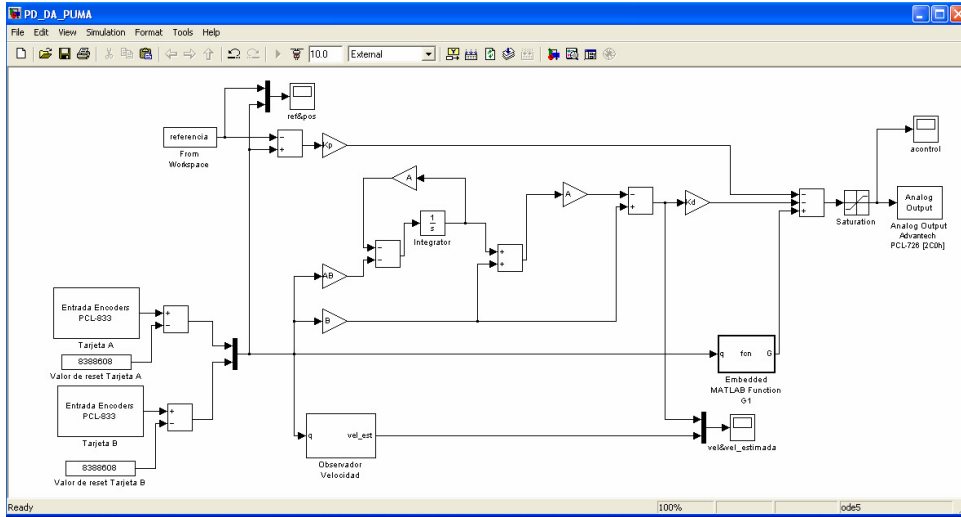 PD_DA_PUMA
File Edit View Simulation Format Tools Help
10.0 External
ref&pos
referencia
From
Workspace
−
+
Kp
A
1
s
Integrator
−
−
AB
B
+
+
A
−
+
Kd
−
−
+
Saturation
acontrol
Analog
Output
Analog Output
Advantech
PCL-726 [2C0h]
Entrada Encoders
PCL-833
Tarjeta A
+
−
8388608
Valor de reset Tarjeta A
Entrada Encoders
PCL-833
Tarjeta B
+
−
8388608
Valor de reset Tarjeta B
q fcn G
Embedded
MATLAB Function
G1
q vel_est
Observador
Velocidad
vel&vel_estimada
Ready 100% ode5